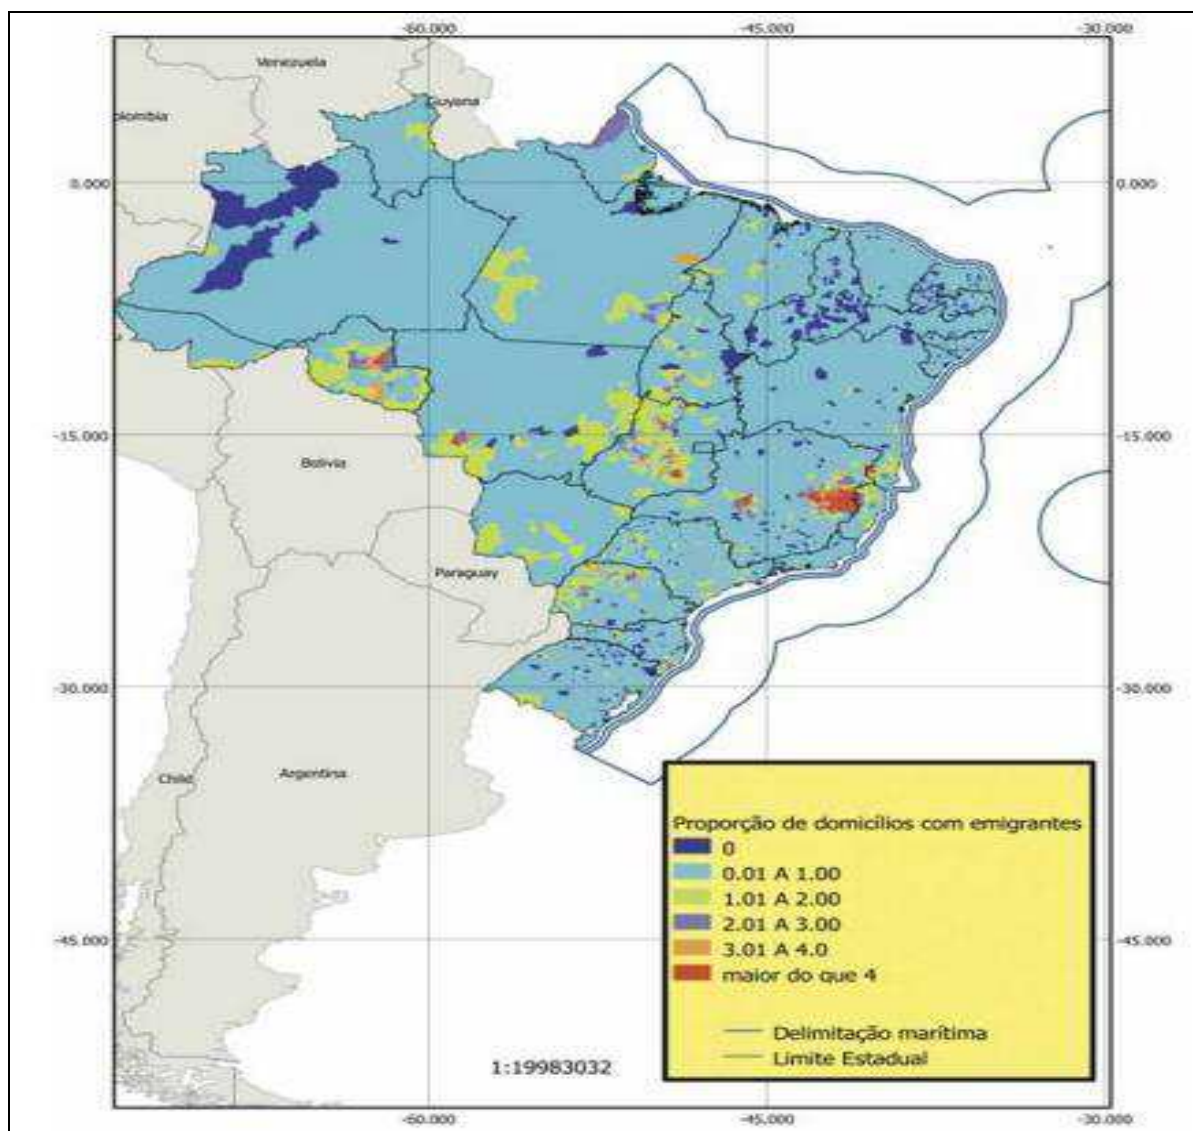 -60.000 -45.000 -30.000
Venezuela
Guyana
olombia
0.000 0.000
-15.000 -15.000
Bolivia
Paraguay
-30.000 -30.000
Chile
Argentina
Proporção de domicílios com emigrantes
0
0.01 A 1.00
1.01 A 2.00
2.01 A 3.00
3.01 A 4.0
maior do que 4
-45.000 -45.000
Delimitação marítima
Limite Estadual
1:19983032
-60.000 -45.000 -30.000